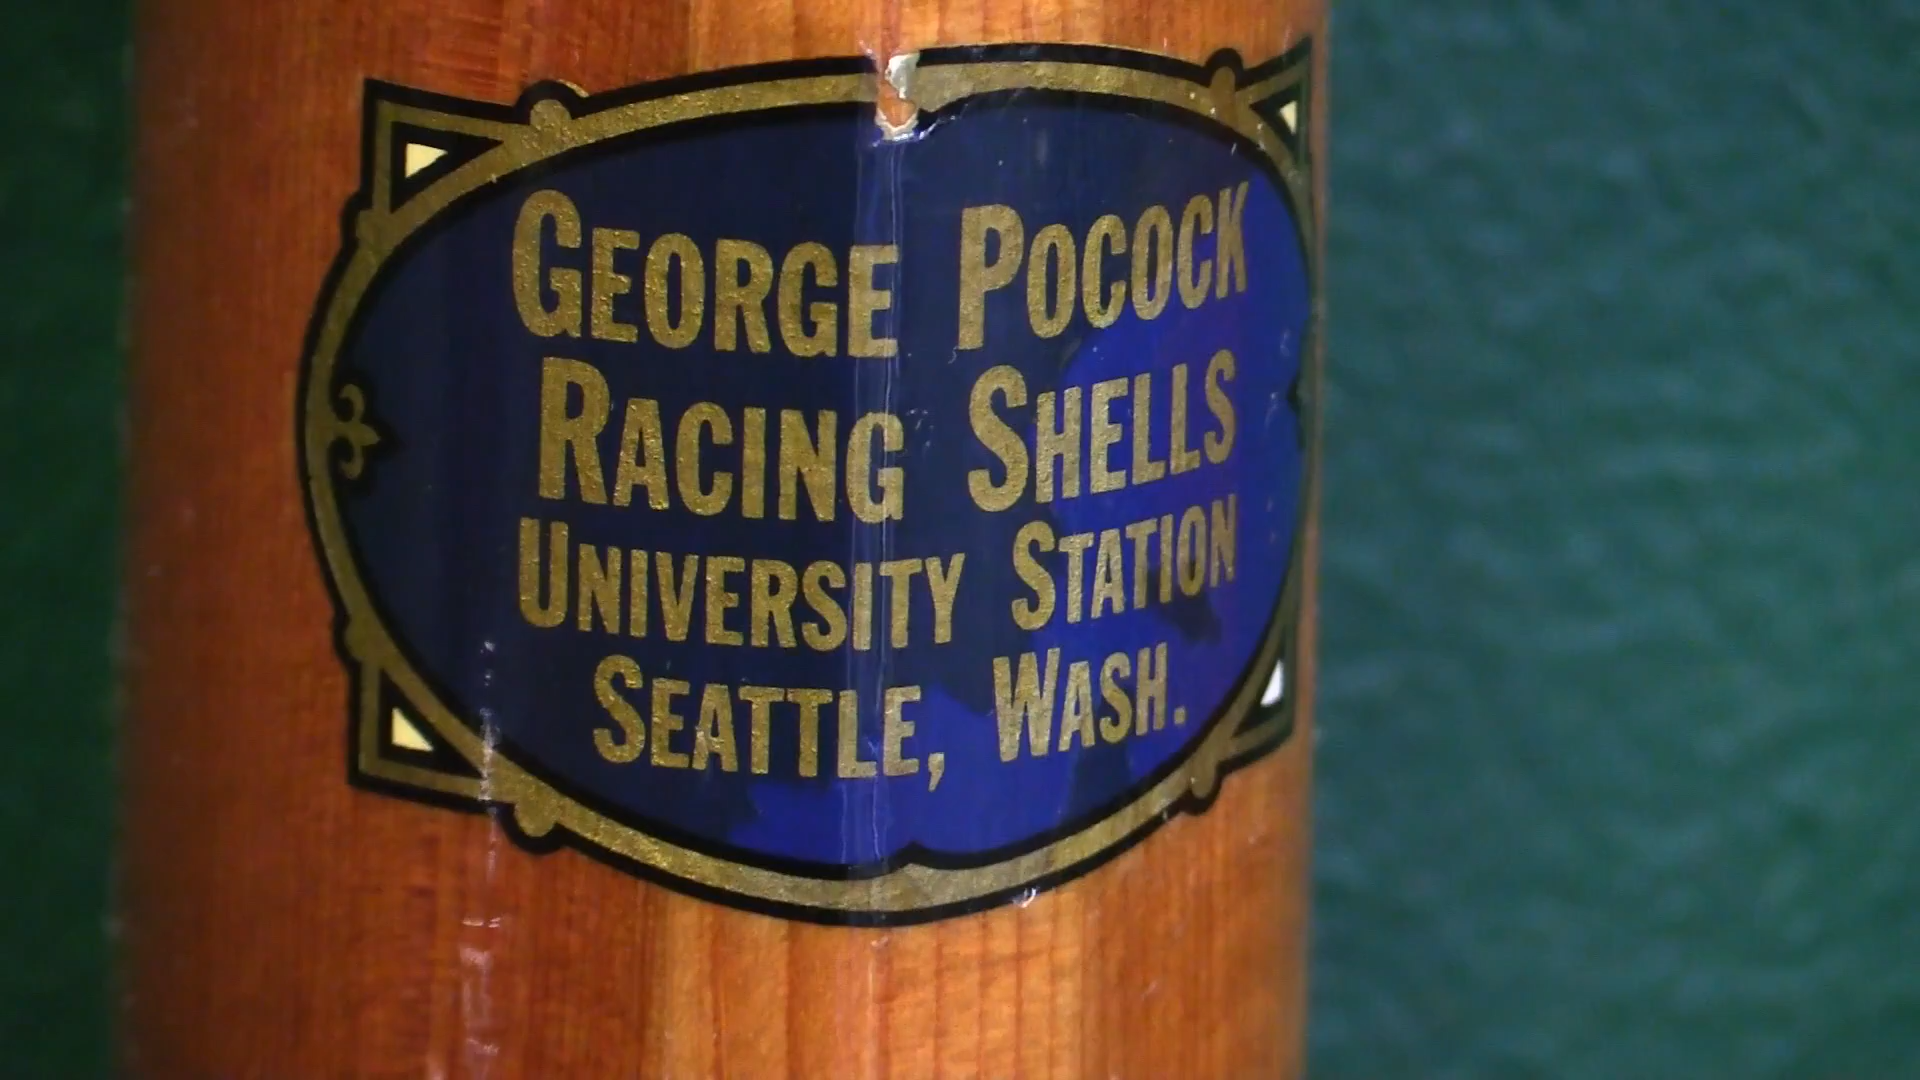 GEORGE POCOCK
RACING SHELLS
UNIVERSITY STATION
SEATTLE, WASH.